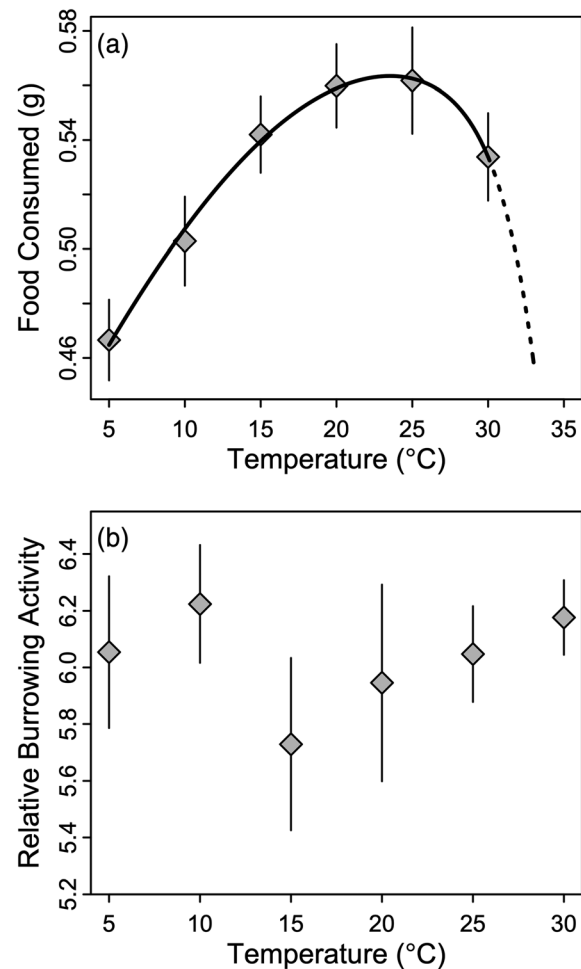 (a)
Food Consumed (g)
0.58
0.54
0.50
0.46
5 10 15 20 25 30 35
Temperature (°C)
(b)
Relative Burrowing Activity
6.4
6.2
6.0
5.8
5.6
5.4
5.2
5 10 15 20 25 30
Temperature (°C)